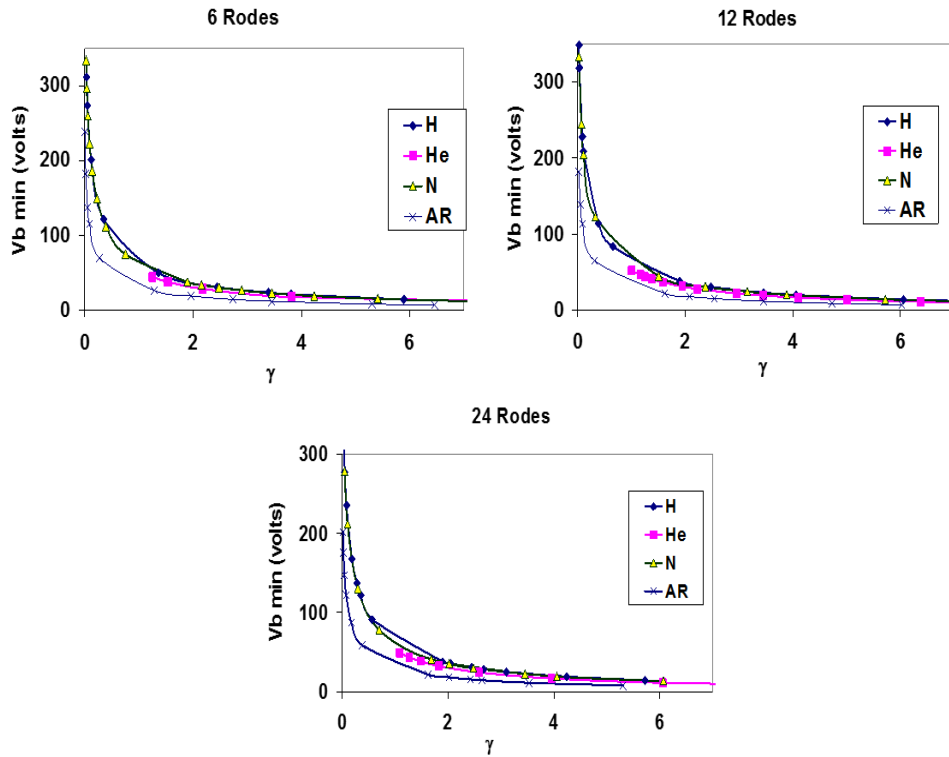 6 Rodes
Vb min (volts)
300
200
100
0
0 2 4 6
γ
H
He
N
AR
12 Rodes
Vb min (volts)
300
200
100
0
0 2 4 6
γ
H
He
N
AR
24 Rodes
Vb min (volts)
300
200
100
0
0 2 4 6
γ
H
He
N
AR